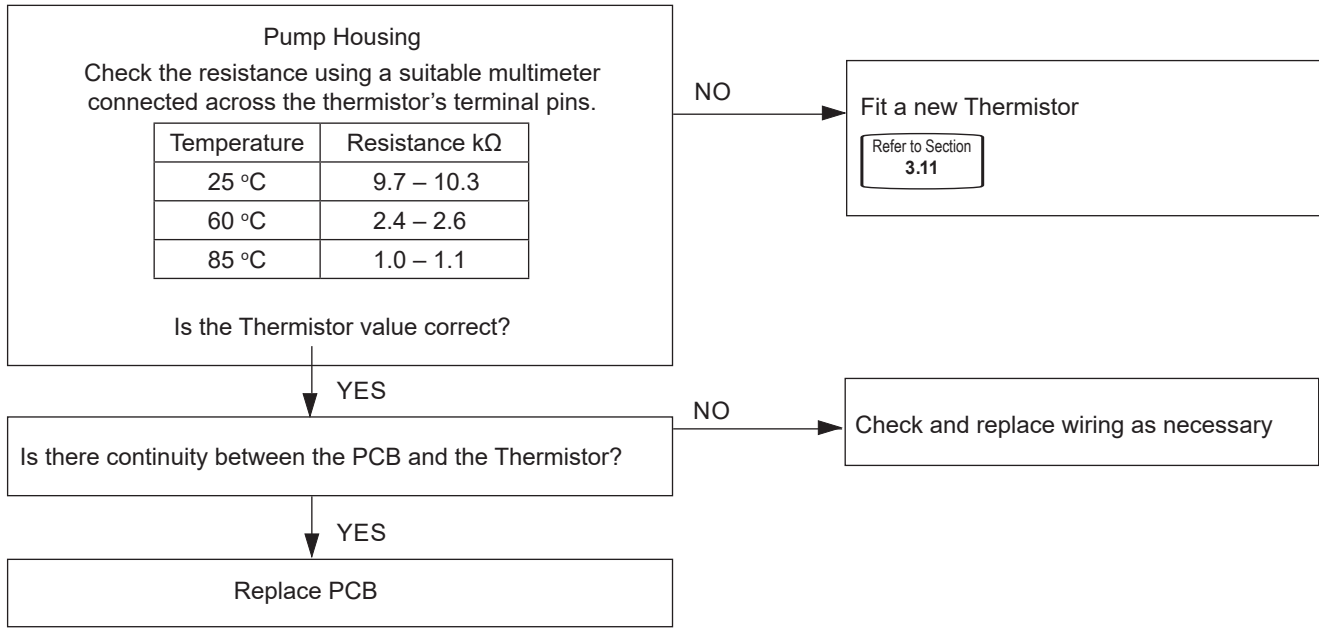 Pump Housing
Check the resistance using a suitable multimeter
connected across the thermistor’s terminal pins.
Temperature Resistance kΩ
25 °C 9.7 – 10.3
60 °C 2.4 – 2.6
85 °C 1.0 – 1.1
Is the Thermistor value correct?
NO
Fit a new Thermistor
Refer to Section
3.11
YES
Is there continuity between the PCB and the Thermistor?
NO
Check and replace wiring as necessary
YES
Replace PCB